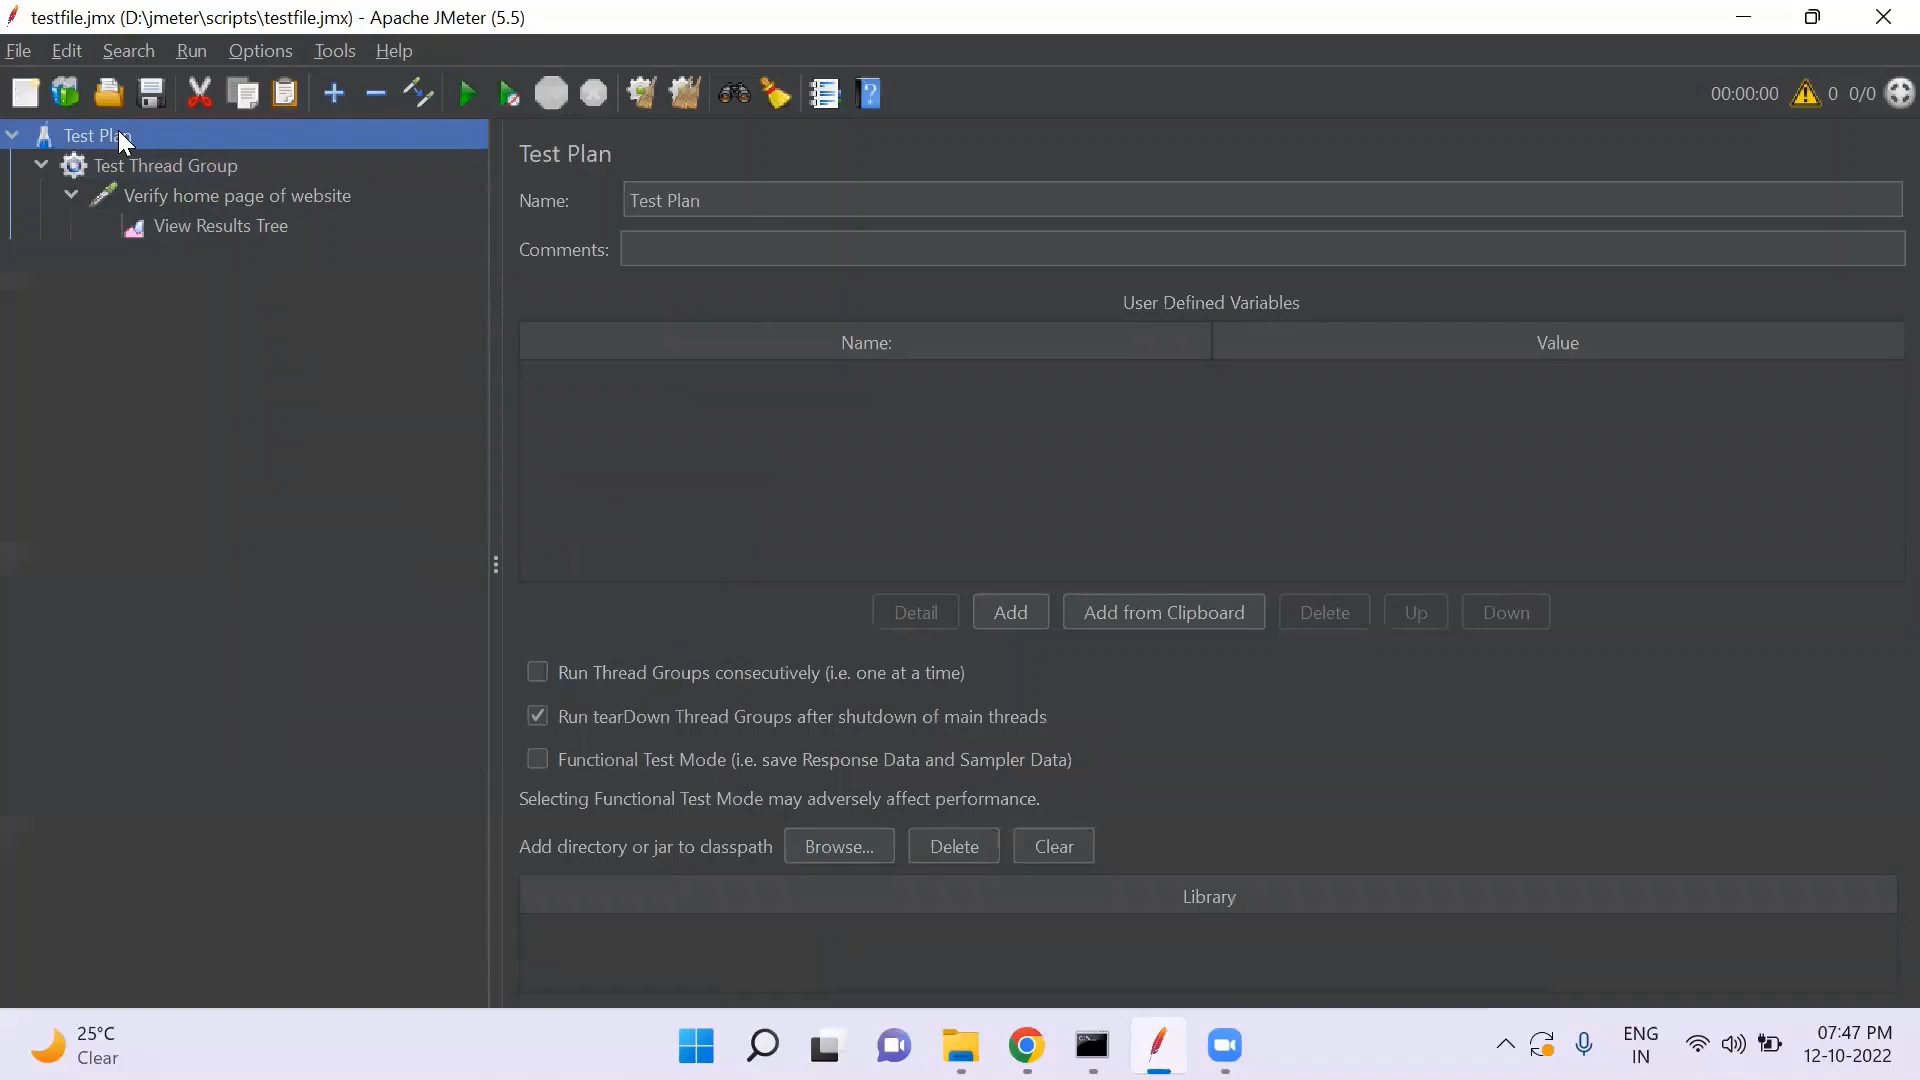 testfile.jmx (D:\jmeter\scripts\testfile.jmx) - Apache JMeter (5.5)
File Edit Search Run Options Tools Help
00:00:00 0 0/0
Test Plan
Test Thread Group
Verify home page of website
View Results Tree
Test Plan
Name: Test Plan
Comments:
User Defined Variables
Name: Value
Detail Add Add from Clipboard Delete Up Down
Run Thread Groups consecutively (i.e. one at a time)
Run tearDown Thread Groups after shutdown of main threads
Functional Test Mode (i.e. save Response Data and Sampler Data)
Selecting Functional Test Mode may adversely affect performance.
Add directory or jar to classpath Browse... Delete Clear
Library
25°C
Clear
ENG
IN
07:47 PM
12-10-2022